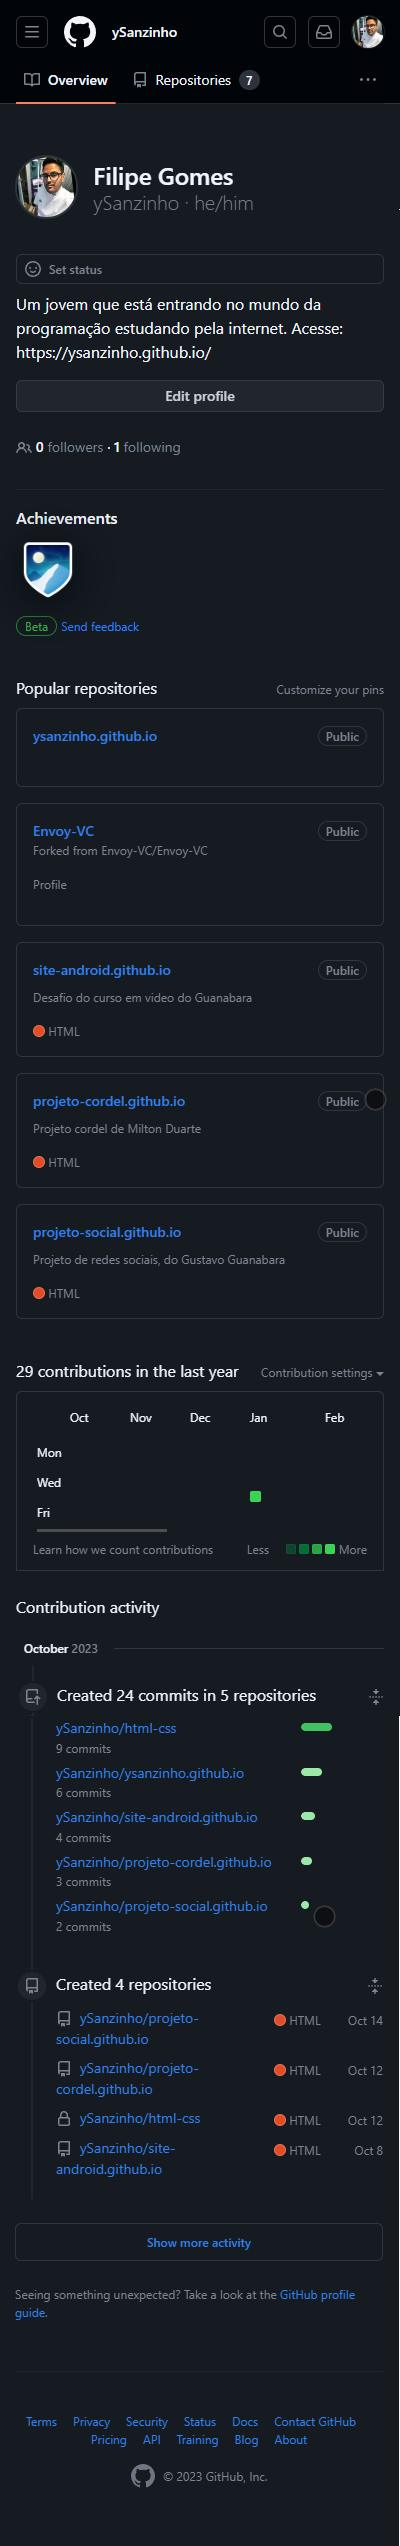 ySanzinho
Overview
Repositories 7
Filipe Gomes
ySanzinho · he/him
Set status
Um jovem que está entrando no mundo da
programação estudando pela internet. Acesse:
https://ysanzinho.github.io/
Edit profile
0 followers · 1 following
Achievements
Beta Send feedback
Popular repositories Customize your pins
ysanzinho.github.io Public
Envoy-VC Public
Forked from Envoy-VC/Envoy-VC
Profile
site-android.github.io Public
Desafio do curso em video do Guanabara
HTML
projeto-cordel.github.io Public
Projeto cordel de Milton Duarte
HTML
projeto-social.github.io Public
Projeto de redes sociais, do Gustavo Guanabara
HTML
29 contributions in the last year Contribution settings
Oct Nov Dec Jan Feb
Mon
Wed
Fri
Learn how we count contributions Less More
Contribution activity
October 2023
Created 24 commits in 5 repositories
ySanzinho/html-css
9 commits
ySanzinho/ysanzinho.github.io
6 commits
ySanzinho/site-android.github.io
4 commits
ySanzinho/projeto-cordel.github.io
3 commits
ySanzinho/projeto-social.github.io
2 commits
Created 4 repositories
ySanzinho/projeto- HTML Oct 14
social.github.io
ySanzinho/projeto- HTML Oct 12
cordel.github.io
ySanzinho/html-css HTML Oct 12
ySanzinho/site- HTML Oct 8
android.github.io
Show more activity
Seeing something unexpected? Take a look at the GitHub profile
guide.
Terms Privacy Security Status Docs Contact GitHub
Pricing API Training Blog About
© 2023 GitHub, Inc.